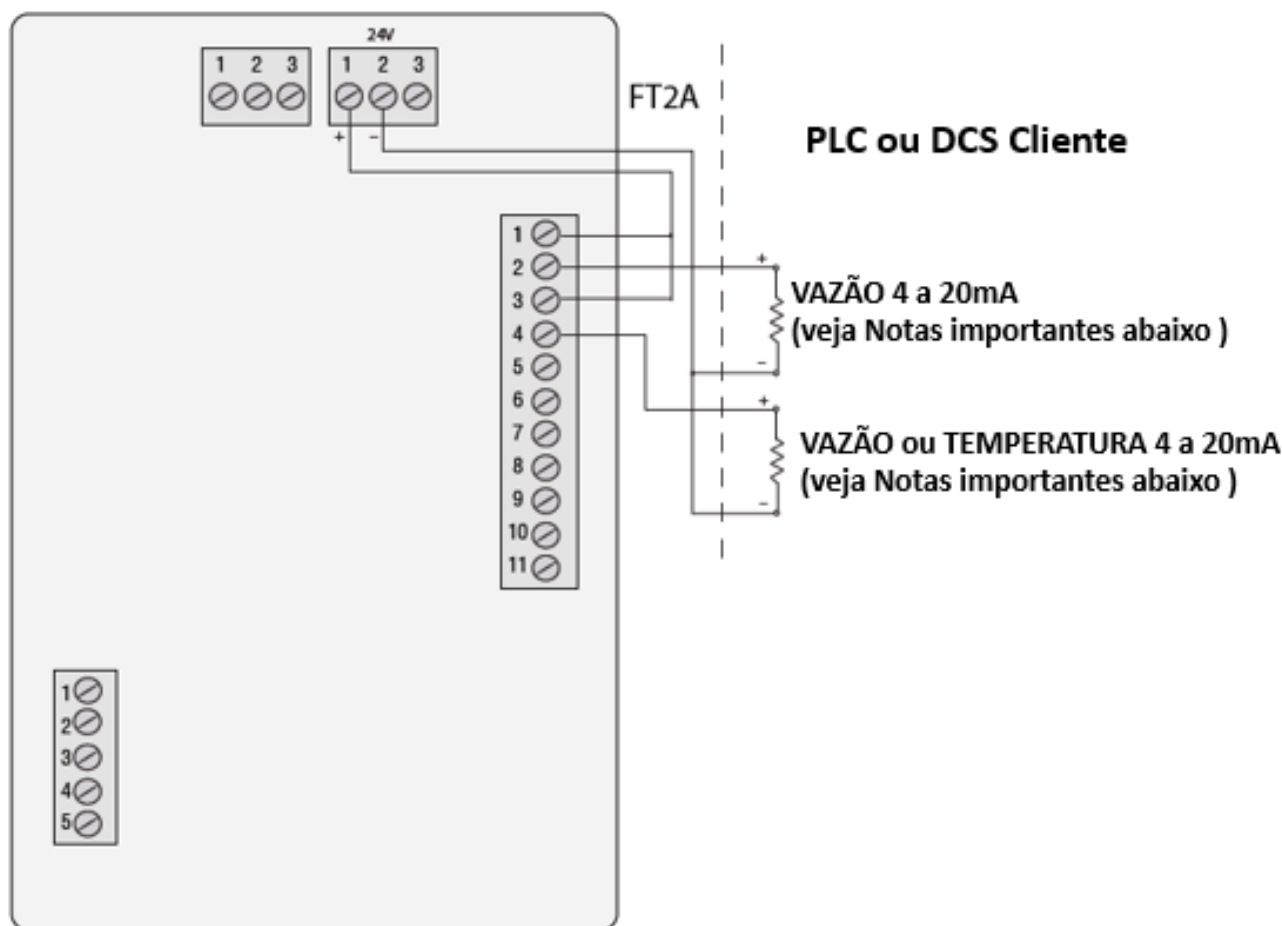 24V
1 2 3
1 2 3
+ −
FT2A
PLC ou DCS Cliente
1
2
3
4
5
6
7
8
9
10
11
+
VAZÃO 4 a 20mA
(veja Notas importantes abaixo )
−
+
VAZÃO ou TEMPERATURA 4 a 20mA
(veja Notas importantes abaixo )
−
1
2
3
4
5